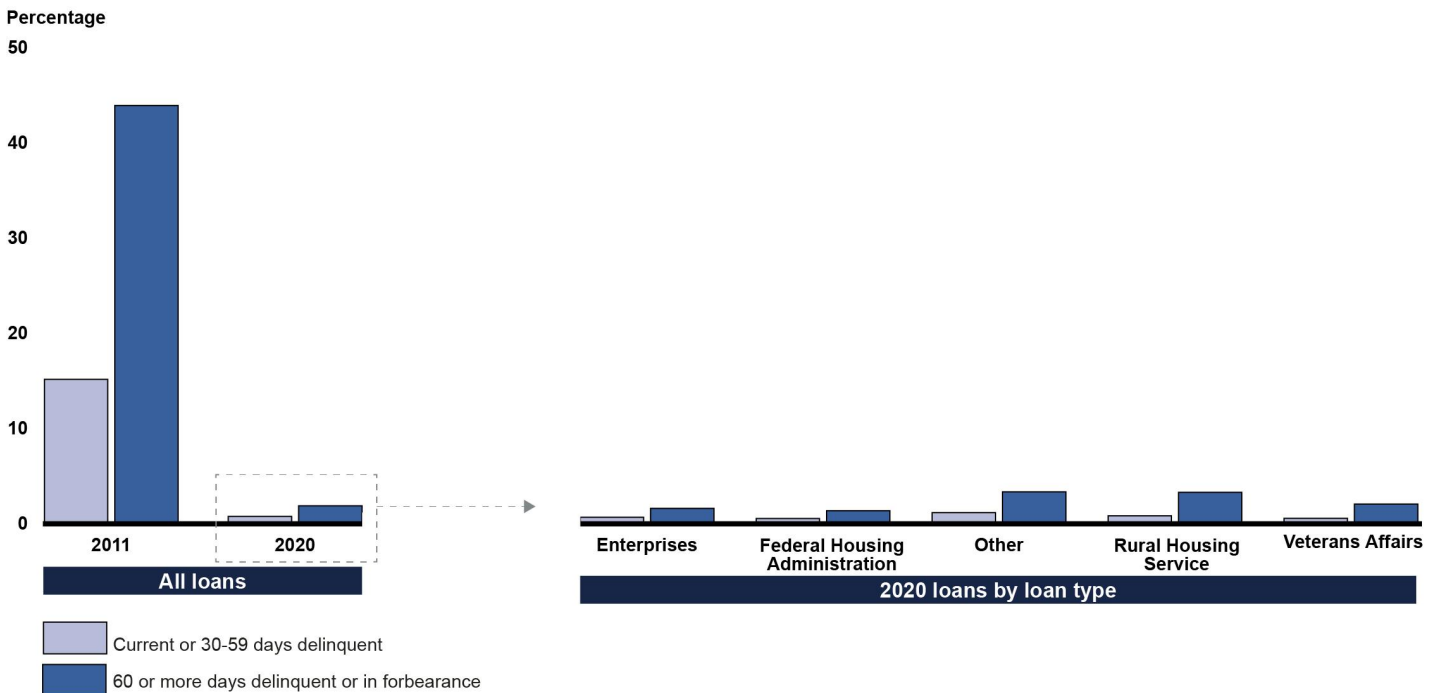 Percentage
50
40
30
20
10
0
2011
2020
All loans
Enterprises
Federal Housing
Administration
Other
Rural Housing
Service
Veterans Affairs
2020 loans by loan type
Current or 30-59 days delinquent
60 or more days delinquent or in forbearance